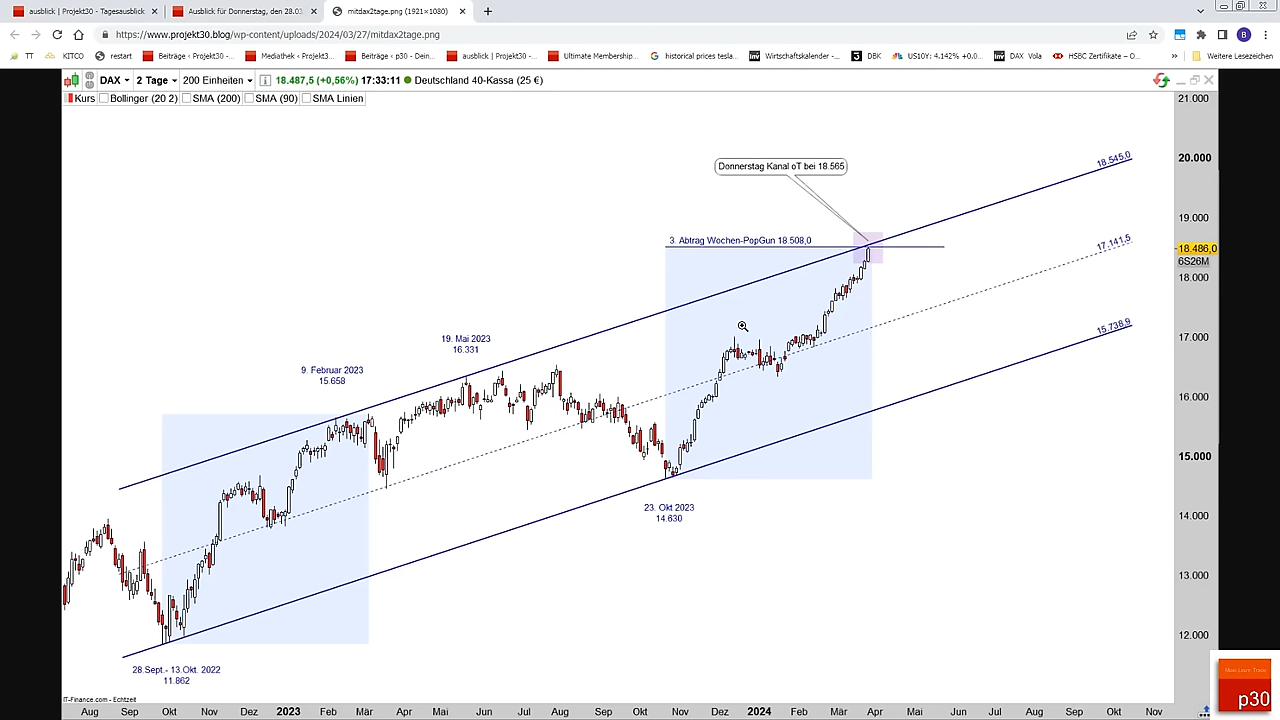 ausblick | Projekt30 - Tagesausblick
Ausblick für Donnerstag, den 28.03
mitdax2tage.png (1921×1080)
https://www.projekt30.blog/wp-content/uploads/2024/03/27/mitdax2tage.png
TT
KITCO
restart
Beiträge ‹ Projekt30 -...
Mediathek ‹ Projekt3...
Beiträge ‹ p30 - Dein...
ausblick | Projekt30 -...
Ultimate Membership...
historical prices tesla...
Wirtschaftskalender -...
DBK
US10Y: 4.142% +0.0...
DAX Vola
HSBC Zertifikate – O...
Weitere Lesezeichen
DAX
2 Tage
200 Einheiten
18.487,5 (+0,56%) 17:33:11
Deutschland 40-Kassa (25 €)
Kurs
Bollinger (20 2)
SMA (200)
SMA (90)
SMA Linien
21.000
18.545,0
20.000
Donnerstag Kanal oT bei 18.565
19.000
3. Abtrag Wochen-PopGun 18.508,0
17.141,5
18.486,0
6S26M
18.000
15.738,9
17.000
19. Mai 2023
16.331
9. Februar 2023
15.658
16.000
15.000
23. Okt 2023
14.630
14.000
13.000
12.000
28.Sept.- 13.Okt. 2022
11.862
IT-Finance.com - Echtzeit
Aug
Sep
Okt
Nov
Dez
2023
Feb
Mär
Apr
Mai
Jun
Jul
Aug
Sep
Okt
Nov
Dez
2024
Feb
Mär
Apr
Mai
Jun
Jul
Aug
Sep
Okt
Nov
p30